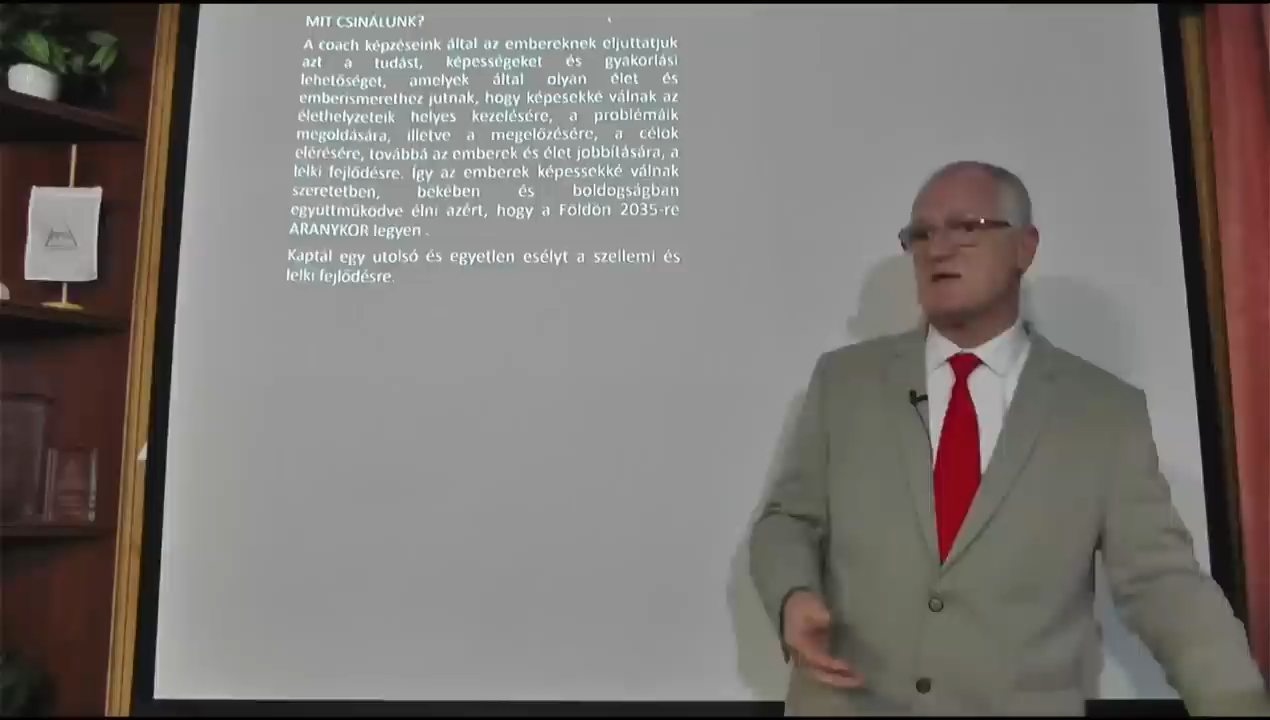 MIT CSINÁLUNK?
A coach képzéseink által az embereknek eljuttatjuk
azt a tudást, képességeket és gyakorlási
lehetőséget, amelyek által olyan élet és
emberismerethez jutnak, hogy képesekké válnak az
élethelyzeteik helyes kezelésére, a problémáik
megoldására, illetve a megelőzésére, a célok
elérésére, továbbá az emberek és élet jobbítására, a
lelki fejlődésre. Így az emberek képessekké válnak
szeretetben, békében és boldogságban
együttműködve élni azért, hogy a Földön 2035-re
ARANYKOR legyen .
Kaptál egy utolsó és egyetlen esélyt a szellemi és
lelki fejlődésre.